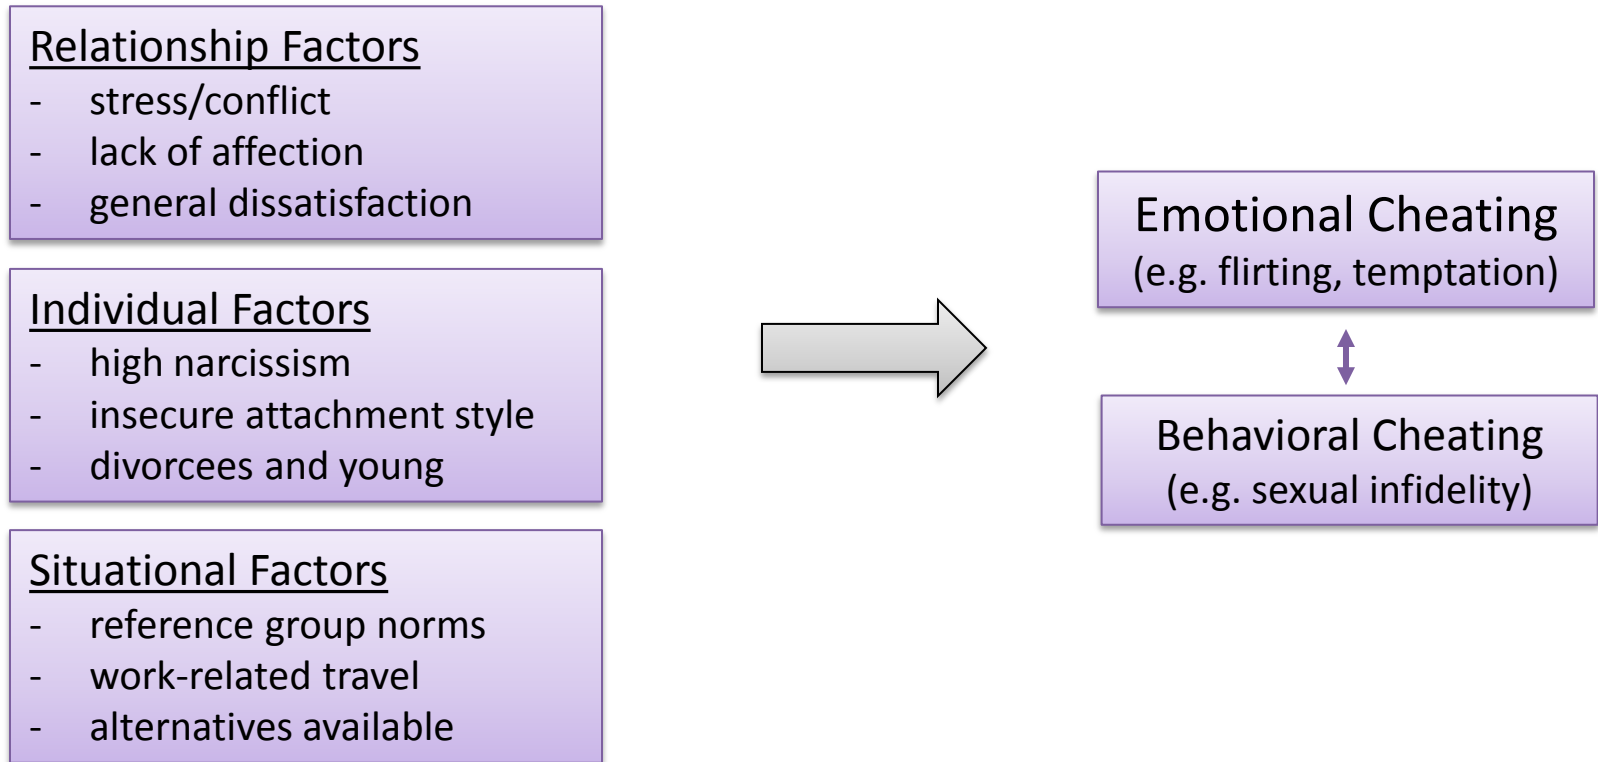 Relationship Factors
- stress/conflict
- lack of affection
- general dissatisfaction
Individual Factors
- high narcissism
- insecure attachment style
- divorcees and young
Situational Factors
- reference group norms
- work-related travel
- alternatives available
Emotional Cheating
(e.g. flirting, temptation)
Behavioral Cheating
(e.g. sexual infidelity)